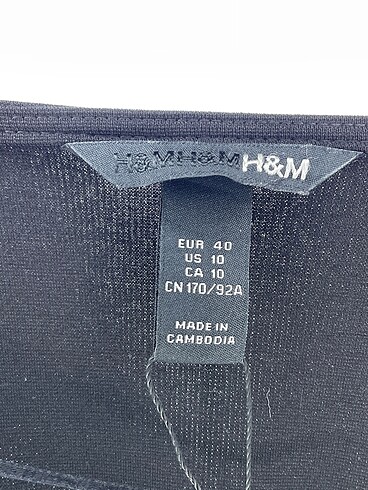 H&MH&MH&M
EUR 40
US 10
CA 10
CN 170/92A
MADE IN
CAMBODIA